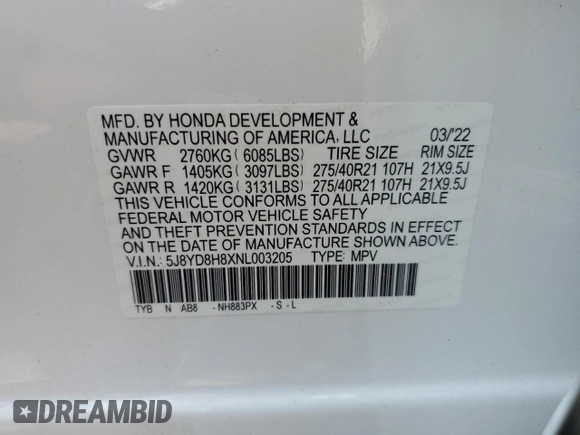 MFD. BY HONDA DEVELOPMENT &
MANUFACTURING OF AMERICA, LLC 03/'22
GVWR 2760KG (6085LBS) TIRE SIZE RIM SIZE
GAWR F 1405KG (3097LBS) 275/40R21 107H 21X9.5J
GAWR R 1420KG (3131LBS) 275/40R21 107H 21X9.5J
THIS VEHICLE CONFORMS TO ALL APPLICABLE
FEDERAL MOTOR VEHICLE SAFETY
AND THEFT PREVENTION STANDARDS IN EFFECT
ON THE DATE OF MANUFACTURE SHOWN ABOVE.
V.I.N.: 5J8YD8H8XNL003205 TYPE: MPV
TYB N AB8 -NH883PX -S-L
DREAMBID